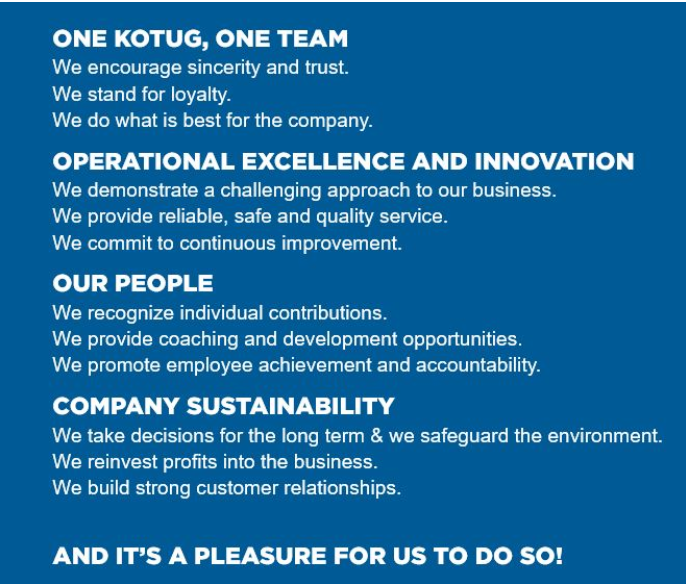 ONE KOTUG, ONE TEAM
We encourage sincerity and trust.
We stand for loyalty.
We do what is best for the company.
OPERATIONAL EXCELLENCE AND INNOVATION
We demonstrate a challenging approach to our business.
We provide reliable, safe and quality service.
We commit to continuous improvement.
OUR PEOPLE
We recognize individual contributions.
We provide coaching and development opportunities.
We promote employee achievement and accountability.
COMPANY SUSTAINABILITY
We take decisions for the long term & we safeguard the environment.
We reinvest profits into the business.
We build strong customer relationships.
AND IT'S A PLEASURE FOR US TO DO SO!